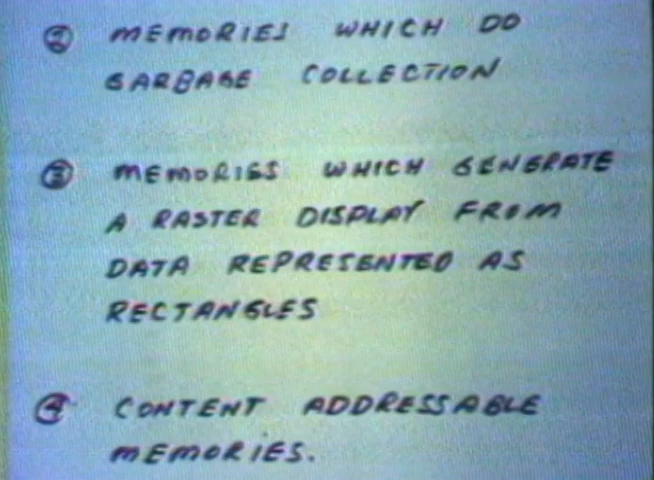 ② MEMORIES WHICH DO
GARBAGE COLLECTION
③ MEMORIES WHICH GENERATE
A RASTER DISPLAY FROM
DATA REPRESENTED AS
RECTANGLES
④ CONTENT ADDRESSABLE
MEMORIES.